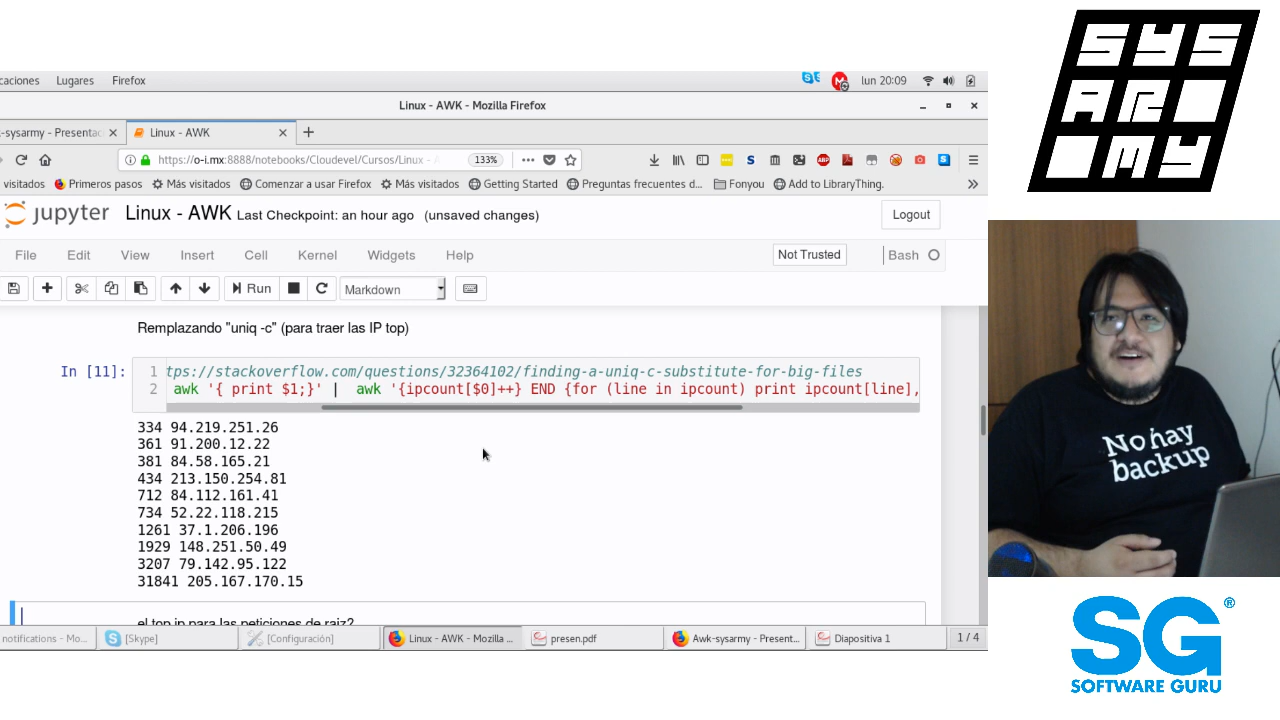 caciones Lugares Firefox lun 20:09
Linux - AWK - Mozilla Firefox
-sysarmy - Presentac Linux - AWK
https://o-i.mx:8888/notebooks/Cloudevel/Cursos/Linux - A 133%
visitados Primeros pasos Más visitados Comenzar a usar Firefox Más visitados Getting Started Preguntas frecuentes d... Fonyou Add to LibraryThing.
jupyter Linux - AWK Last Checkpoint: an hour ago (unsaved changes) Logout
File Edit View Insert Cell Kernel Widgets Help Not Trusted Bash
Run Markdown
Remplazando "uniq -c" (para traer las IP top)
In [11]: 1 tps://stackoverflow.com/questions/32364102/finding-a-uniq-c-substitute-for-big-files
2 awk '{ print $1;}' | awk '{ipcount[$0]++} END {for (line in ipcount) print ipcount[line],
334 94.219.251.26
361 91.200.12.22
381 84.58.165.21
434 213.150.254.81
712 84.112.161.41
734 52.22.118.215
1261 37.1.206.196
1929 148.251.50.49
3207 79.142.95.122
31841 205.167.170.15
el top ip para las peticiones de raiz?
notifications - Mo... [Skype] [Configuración] Linux - AWK - Mozilla ... presen.pdf Awk-sysarmy - Present... Diapositiva 1 1 / 4
SYS
AR
MY
No hay
backup
SG®
SOFTWARE GURU